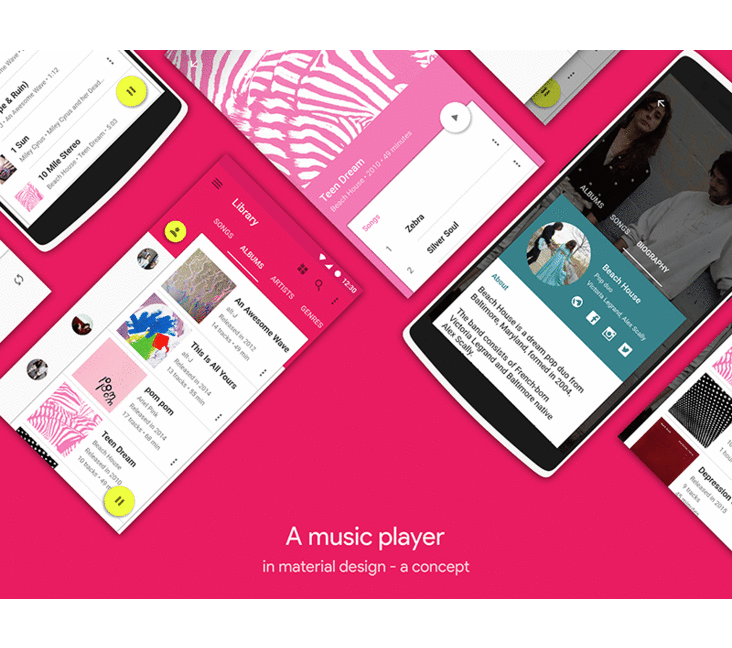 An Awesome Wave • 1:12
1 Sun
Miley Cyrus • Miley Cyrus and her Dead...
10 Mile Stereo
Beach House • Teen Dream • 5:03
Teen Dream
Beach House • 2010 • 49 minutes
Songs
1
Zebra
2
Silver Soul
12:30
Library
SONGS
ALBUMS
ARTISTS
GENRES
An Awesome Wave
alt-J
Released in 2012
14 tracks • 49 min
This Is All Yours
alt-J
Released in 2014
13 tracks • 55 min
pom pom
Ariel Pink
Released in 2014
17 tracks • 68 min
Teen Dream
Beach House
Released in 2010
10 tracks • 49
ALBUMS
SONGS
BIOGRAPHY
Beach House
Pop duo
Victoria Legrand, Alex Scally
About
Beach House is a dream pop duo from
Baltimore, Maryland, formed in 2004.
The band consists of French-born
Victoria Legrand and Baltimore native
Alex Scally.
Depression
Released in 2015
9 tracks
A music player
in material design - a concept